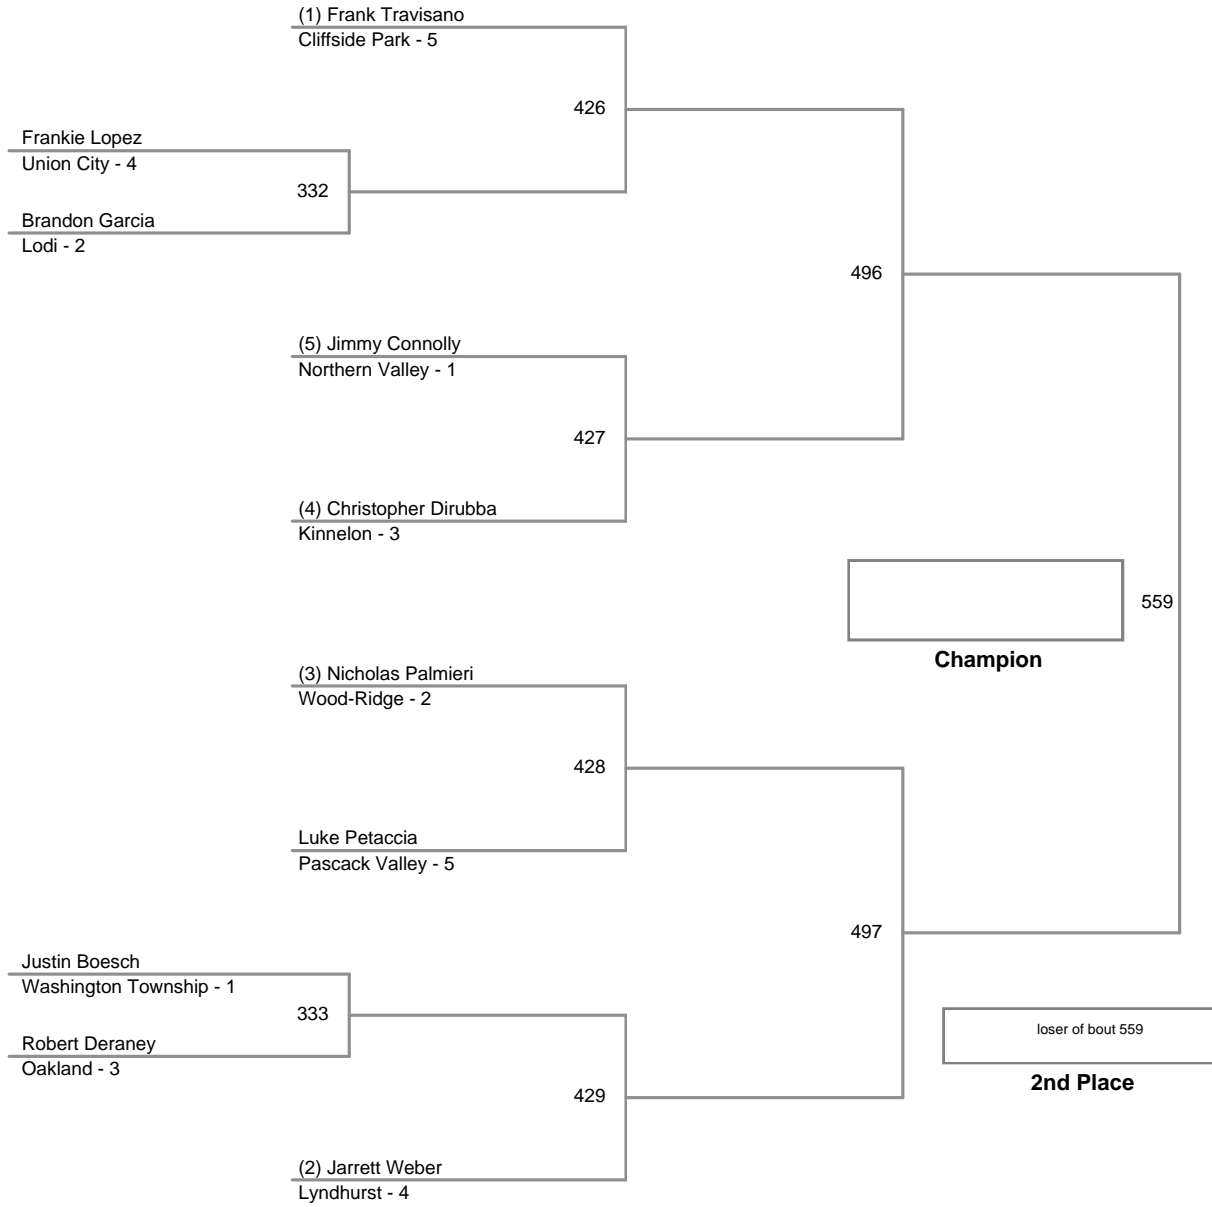 (1) Frank Travisano
Cliffside Park - 5
426
Frankie Lopez
Union City - 4
332
Brandon Garcia
Lodi - 2
496
(5) Jimmy Connolly
Northern Valley - 1
427
(4) Christopher Dirubba
Kinnelon - 3
559
Champion
(3) Nicholas Palmieri
Wood-Ridge - 2
428
Luke Petaccia
Pascack Valley - 5
497
Justin Boesch
Washington Township - 1
333
Robert Deraney
Oakland - 3
loser of bout 559
2nd Place
429
(2) Jarrett Weber
Lyndhurst - 4